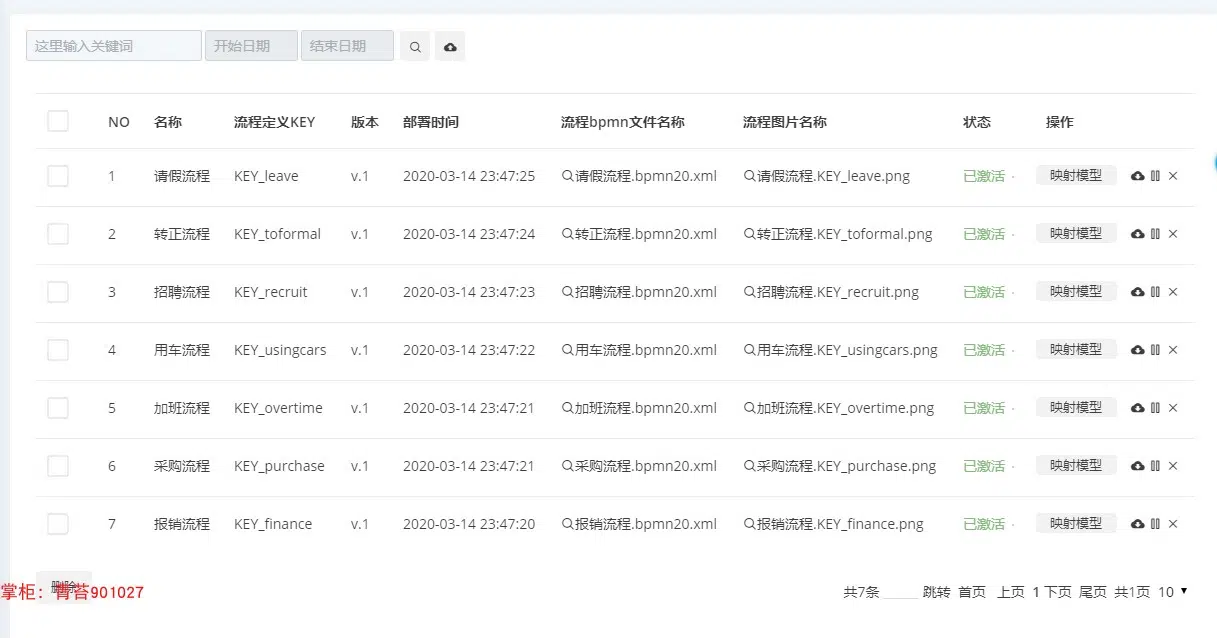 这里输入关键词 开始日期 结束日期
NO 名称 流程定义KEY 版本 部署时间 流程bpmn文件名称 流程图片名称 状态 操作
1 请假流程 KEY_leave v.1 2020-03-14 23:47:25 请假流程.bpmn20.xml 请假流程.KEY_leave.png 已激活 · 映射模型
2 转正流程 KEY_toformal v.1 2020-03-14 23:47:24 转正流程.bpmn20.xml 转正流程.KEY_toformal.png 已激活 · 映射模型
3 招聘流程 KEY_recruit v.1 2020-03-14 23:47:23 招聘流程.bpmn20.xml 招聘流程.KEY_recruit.png 已激活 · 映射模型
4 用车流程 KEY_usingcars v.1 2020-03-14 23:47:22 用车流程.bpmn20.xml 用车流程.KEY_usingcars.png 已激活 · 映射模型
5 加班流程 KEY_overtime v.1 2020-03-14 23:47:21 加班流程.bpmn20.xml 加班流程.KEY_overtime.png 已激活 · 映射模型
6 采购流程 KEY_purchase v.1 2020-03-14 23:47:21 采购流程.bpmn20.xml 采购流程.KEY_purchase.png 已激活 · 映射模型
7 报销流程 KEY_finance v.1 2020-03-14 23:47:20 报销流程.bpmn20.xml 报销流程.KEY_finance.png 已激活 · 映射模型
删除
掌柜：青苔901027
共7条 跳转 首页 上页 1 下页 尾页 共1页 10